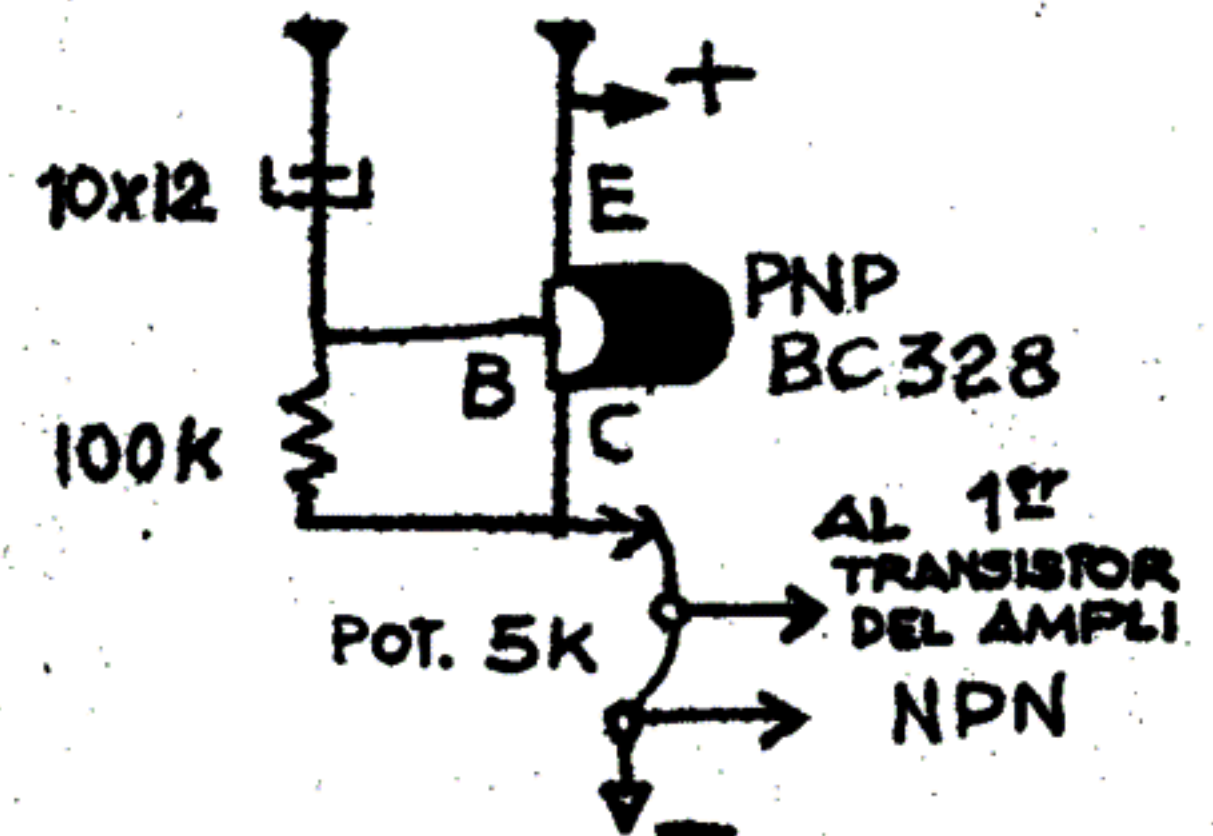 +
10x12
E
PNP
BC328
B
C
100K
AL 1er
TRANSISTOR
DEL AMPLI
POT. 5K
NPN
-